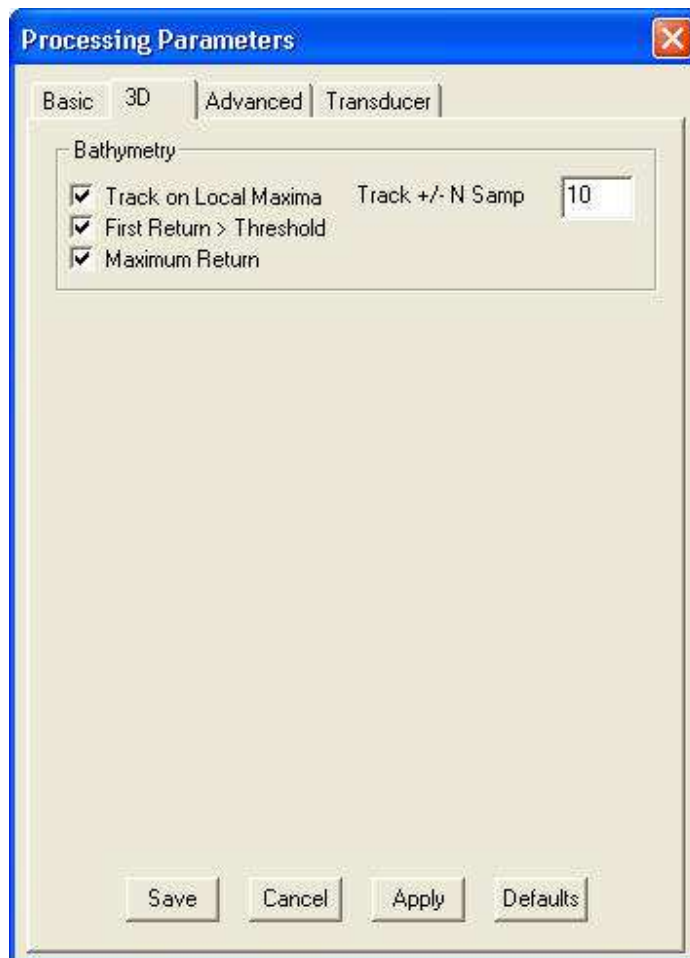 Processing Parameters
Basic 3D Advanced Transducer
Bathymetry
Track on Local Maxima Track +/- N Samp 10
First Return > Threshold
Maximum Return
Save Cancel Apply Defaults